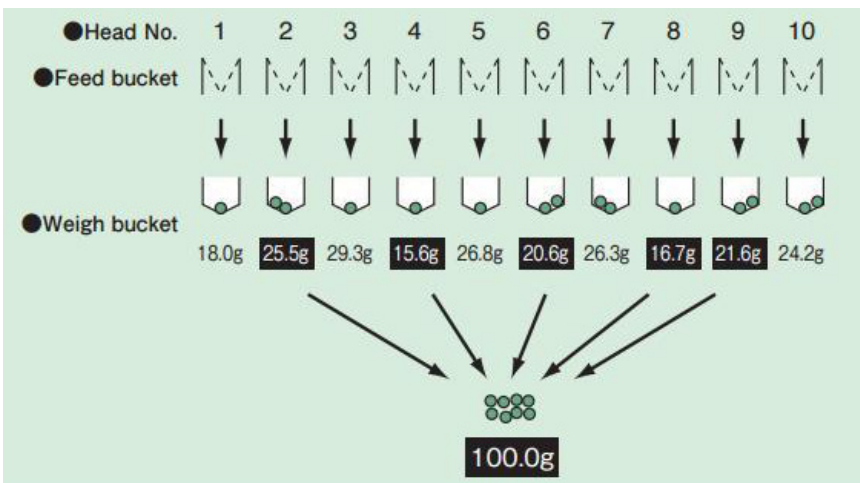 ●Head No. 1 2 3 4 5 6 7 8 9 10
●Feed bucket
●Weigh bucket
18.0g 25.5g 29.3g 15.6g 26.8g 20.6g 26.3g 16.7g 21.6g 24.2g
100.0g